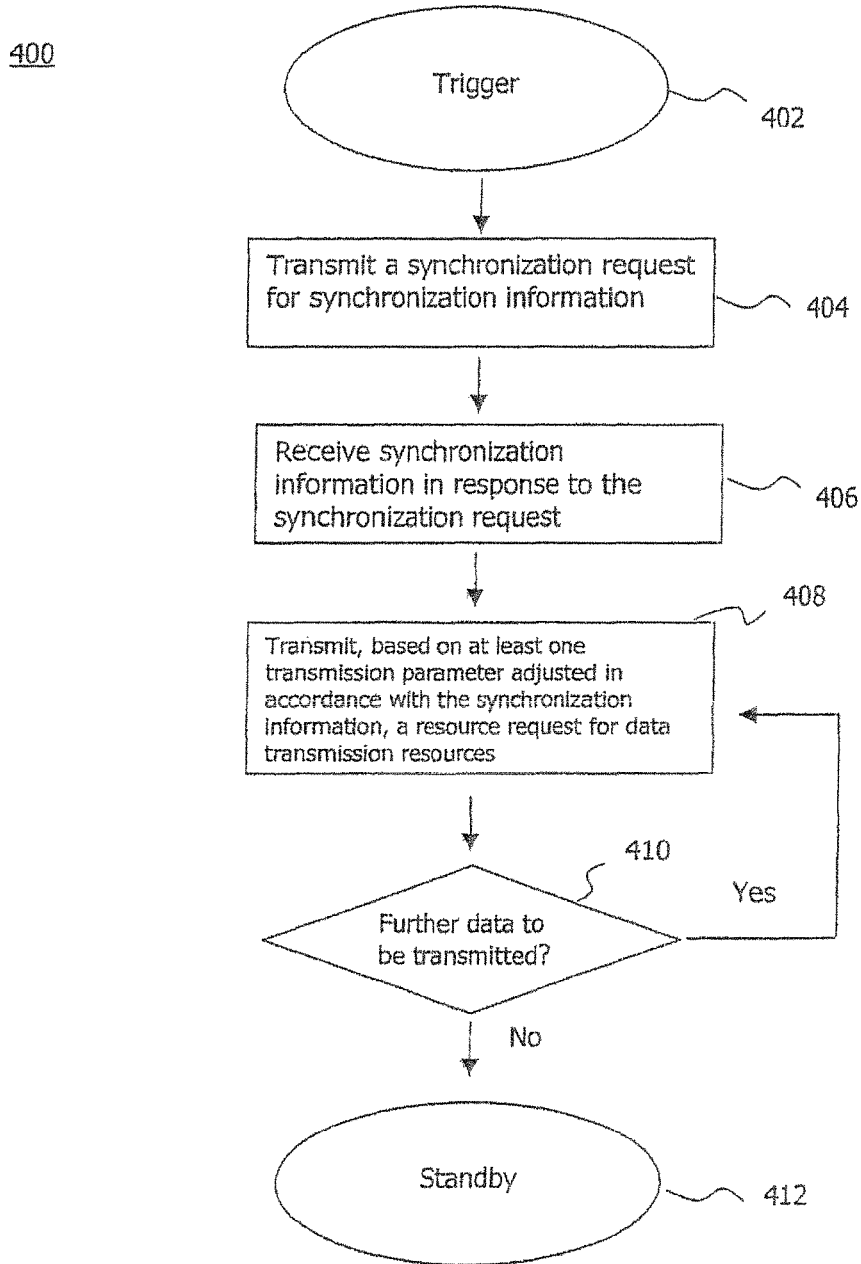 400
Trigger
402
Transmit a synchronization request
for synchronization information
404
Receive synchronization
information in response to the
synchronization request
406
408
Transmit, based on at least one
transmission parameter adjusted in
accordance with the synchronization
information, a resource request for data
transmission resources
410
Yes
Further data to
be transmitted?
No
Standby
412